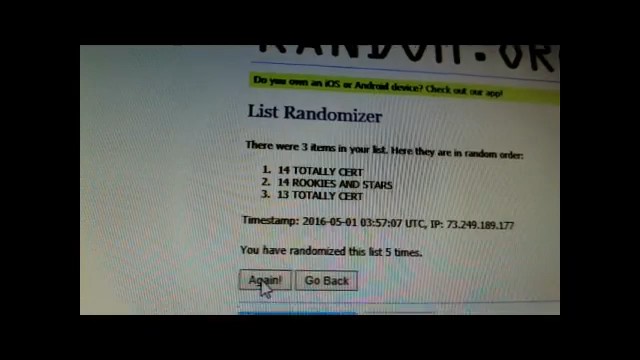 RANDOM.OR
Do you own an iOS or Android device? Check out our app!
List Randomizer
There were 3 items in your list. Here they are in random order:
1. 14 TOTALLY CERT
2. 14 ROOKIES AND STARS
3. 13 TOTALLY CERT
Timestamp: 2016-05-01 03:57:07 UTC, IP: 73.249.189.177
You have randomized this list 5 times.
Again! Go Back